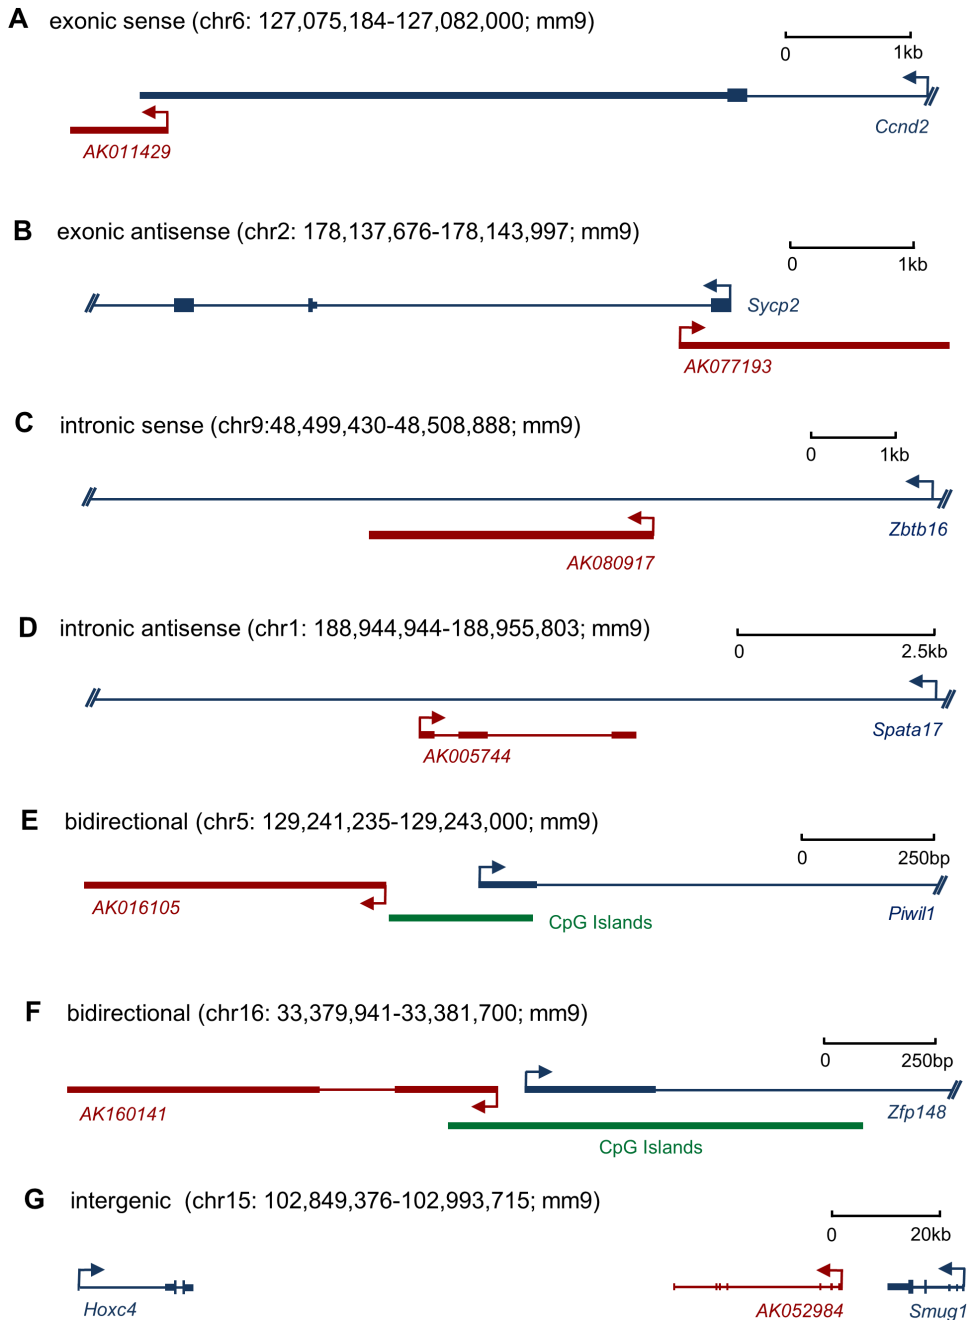 A exonic sense (chr6: 127,075,184-127,082,000; mm9)
0 1kb
Ccnd2
AK011429
B exonic antisense (chr2: 178,137,676-178,143,997; mm9)
0 1kb
Sycp2
AK077193
C intronic sense (chr9:48,499,430-48,508,888; mm9)
0 1kb
Zbtb16
AK080917
D intronic antisense (chr1: 188,944,944-188,955,803; mm9)
0 2.5kb
Spata17
AK005744
E bidirectional (chr5: 129,241,235-129,243,000; mm9)
0 250bp
AK016105 Piwil1
CpG Islands
F bidirectional (chr16: 33,379,941-33,381,700; mm9)
0 250bp
AK160141 Zfp148
CpG Islands
G intergenic (chr15: 102,849,376-102,993,715; mm9)
0 20kb
Hoxc4 AK052984 Smug1